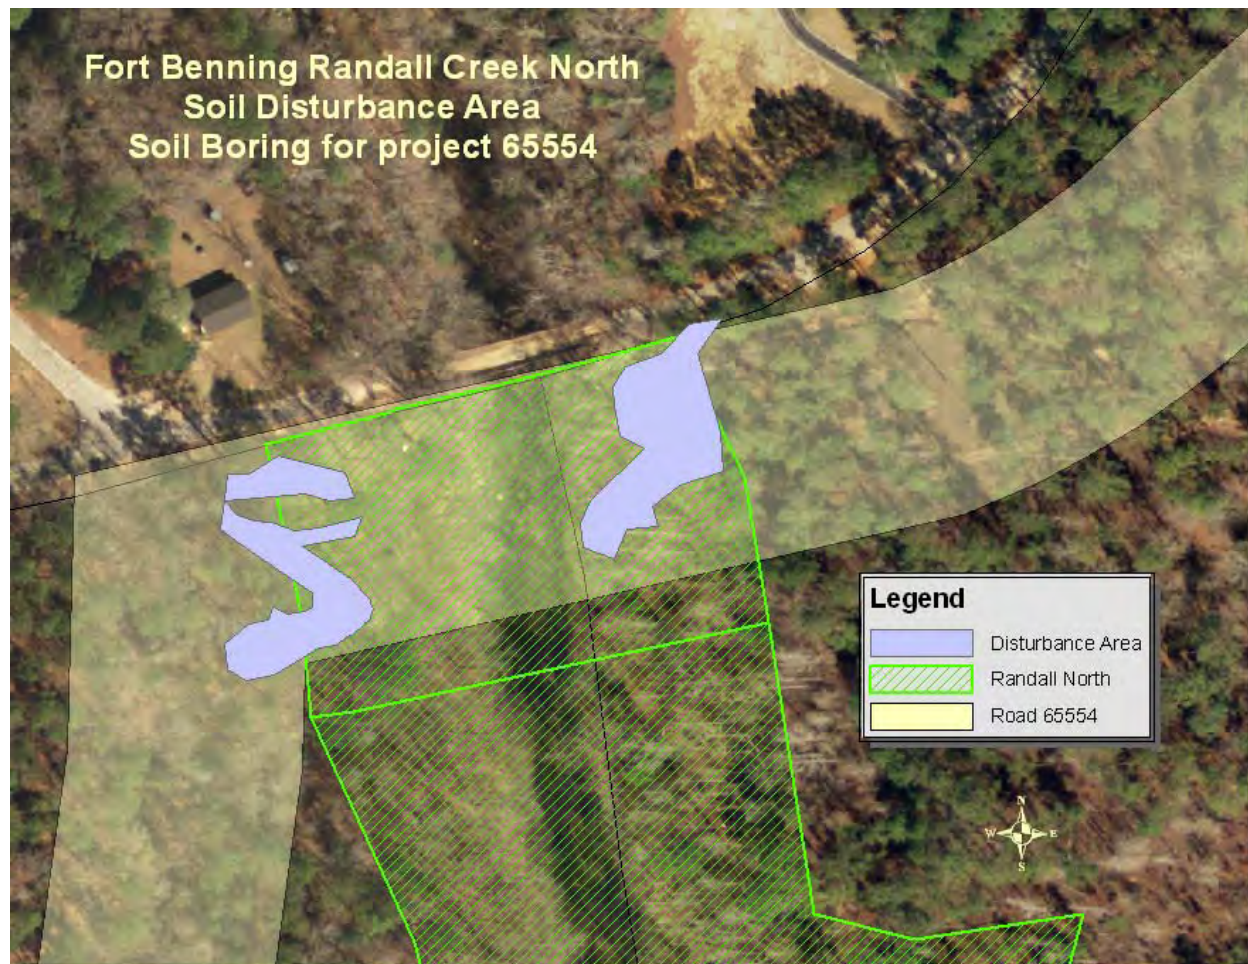 Fort Benning Randall Creek North
Soil Disturbance Area
Soil Boring for project 65554
Legend
Disturbance Area
Randall North
Road 65554
N
W E
S